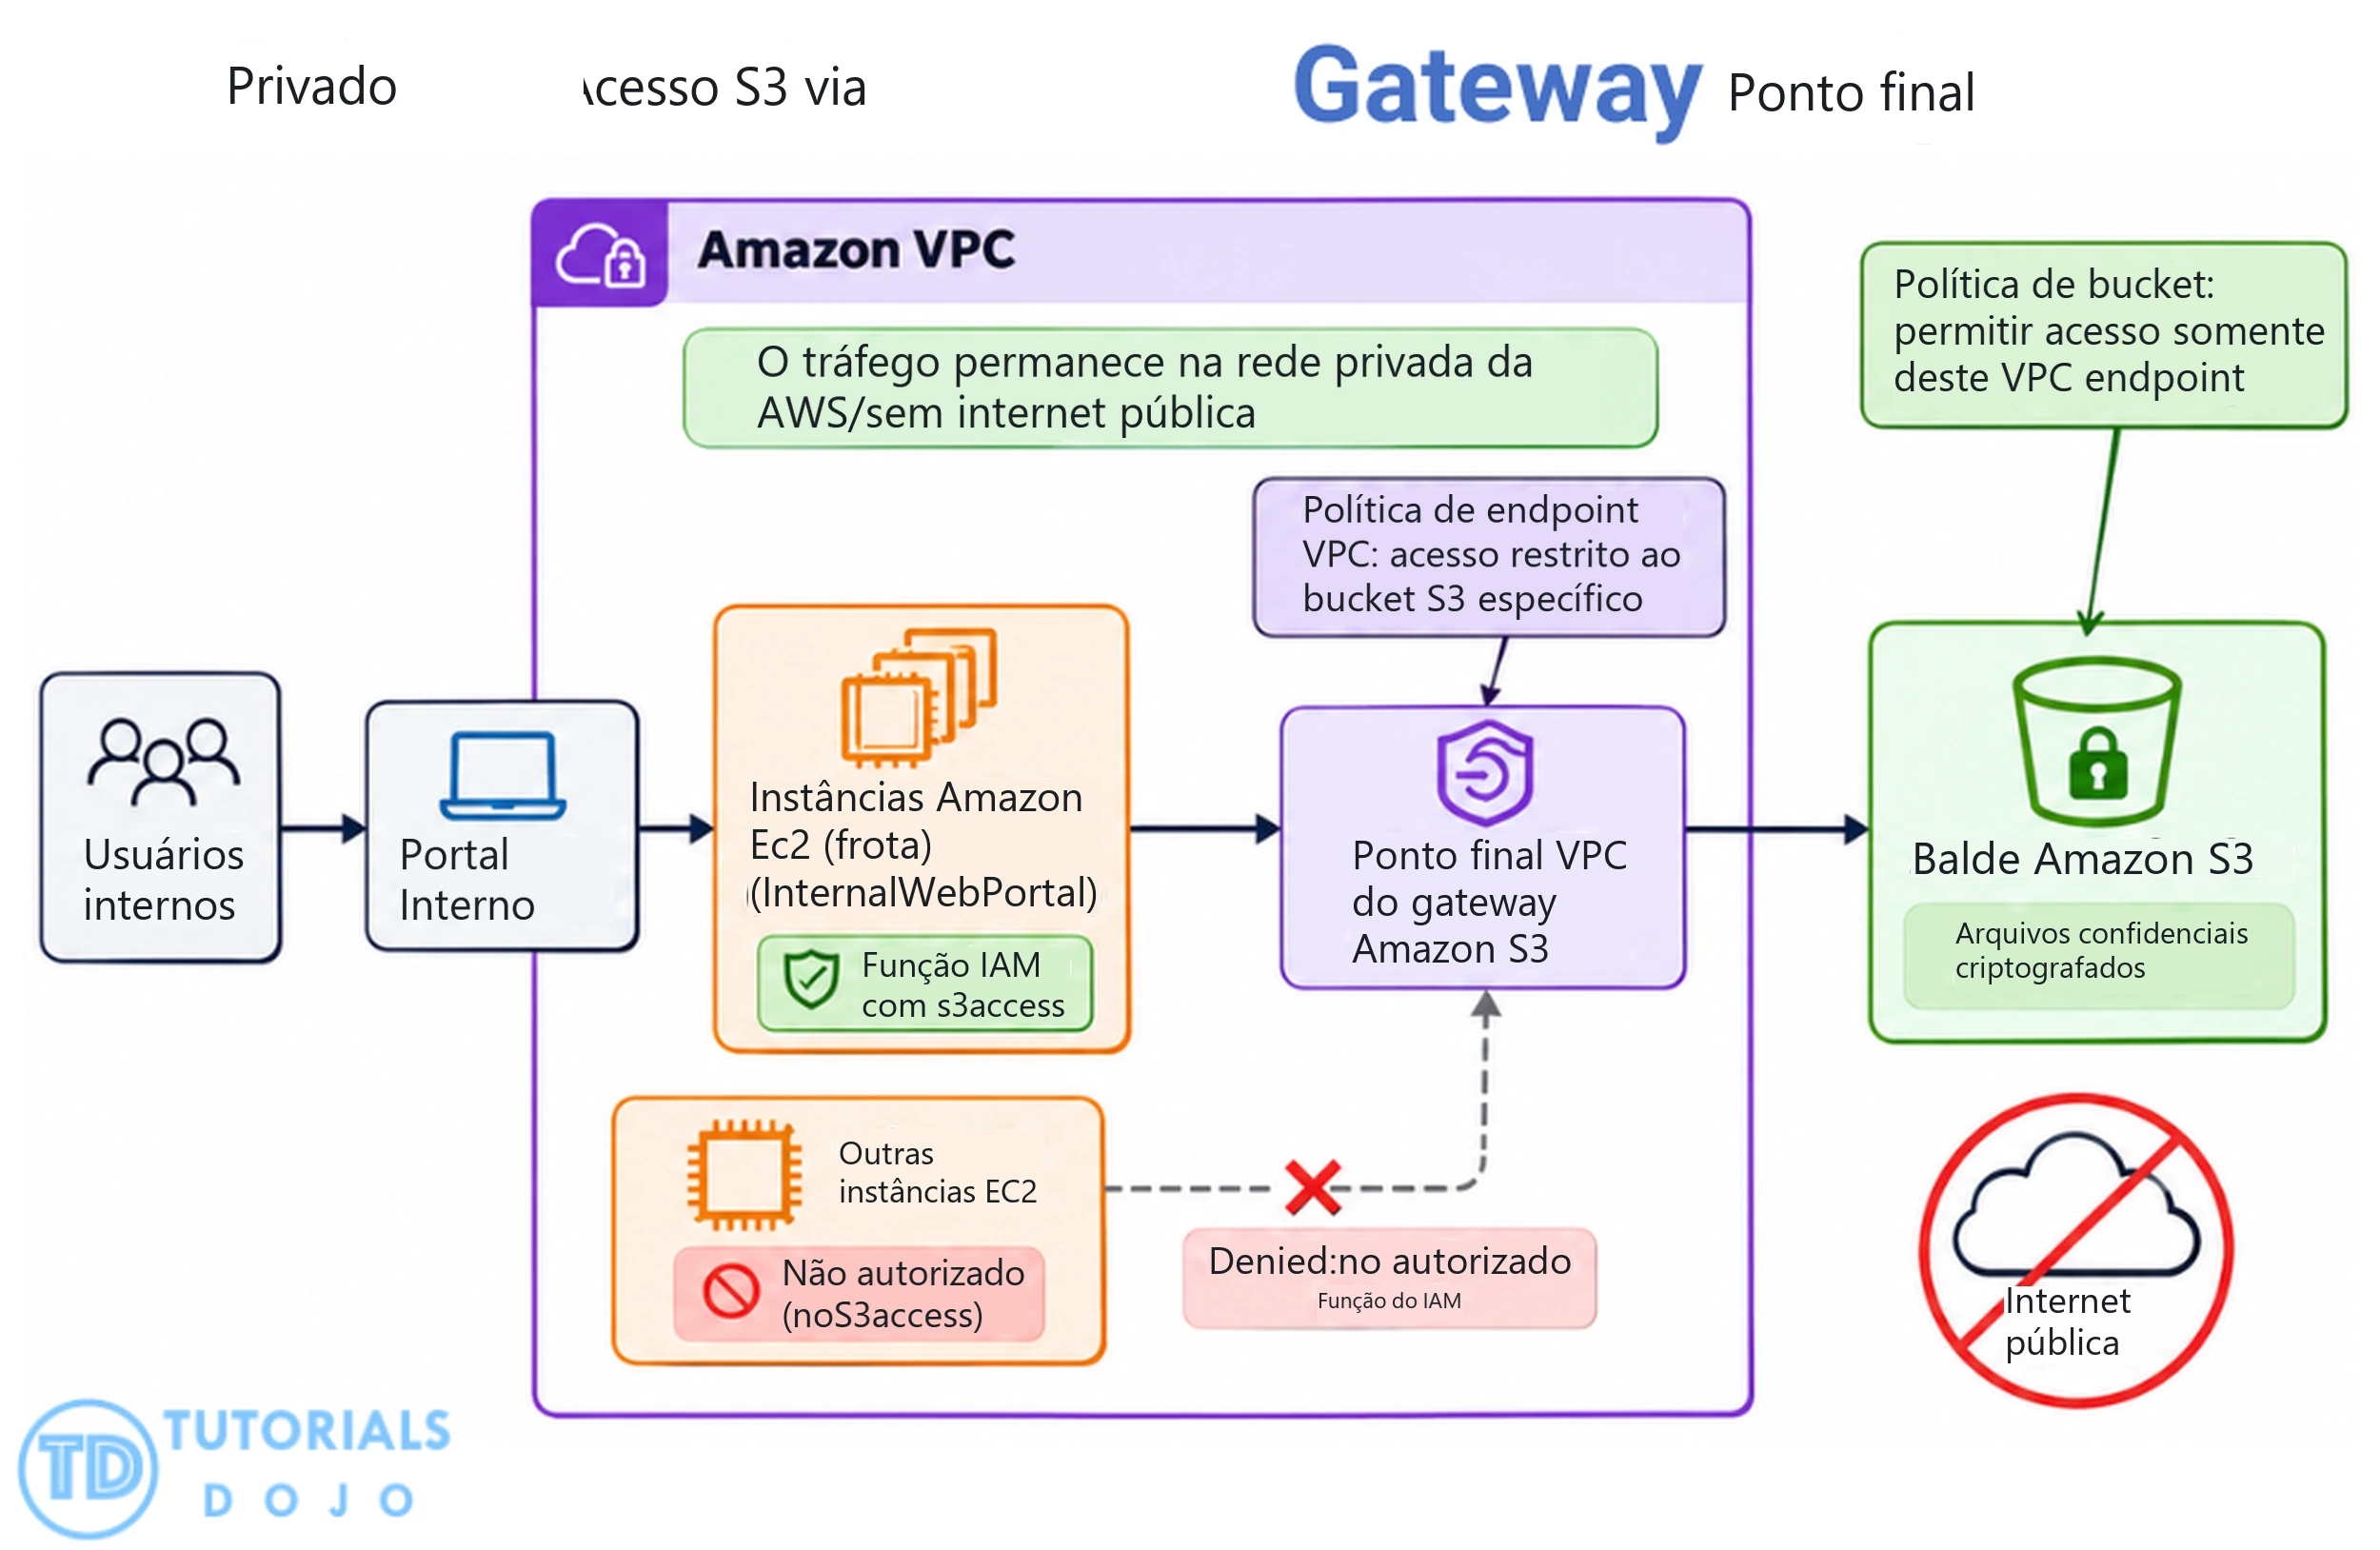 Privado
Acesso S3 via
Gateway Ponto final
Amazon VPC
O tráfego permanece na rede privada da
AWS/sem internet pública
Política de bucket:
permitir acesso somente
deste VPC endpoint
Política de endpoint
VPC: acesso restrito ao
bucket S3 específico
Usuários
internos
Portal
Interno
Instâncias Amazon
Ec2 (frota)
(InternalWebPortal)
Função IAM
com s3access
Ponto final VPC
do gateway
Amazon S3
Balde Amazon S3
Arquivos confidenciais
criptografados
Outras
instâncias EC2
Não autorizado
(noS3access)
Denied:no autorizado
Função do IAM
Internet
pública
TD
TUTORIALS
DOJO